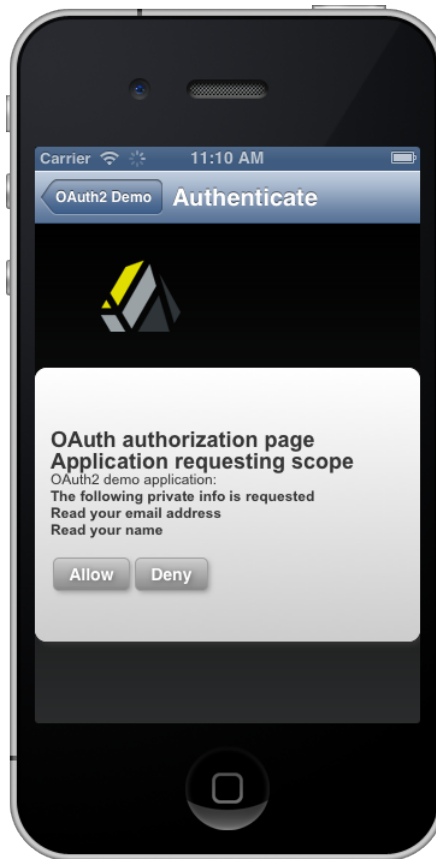 Carrier 11:10 AM
OAuth2 Demo Authenticate
OAuth authorization page
Application requesting scope
OAuth2 demo application:
The following private info is requested
Read your email address
Read your name
Allow Deny